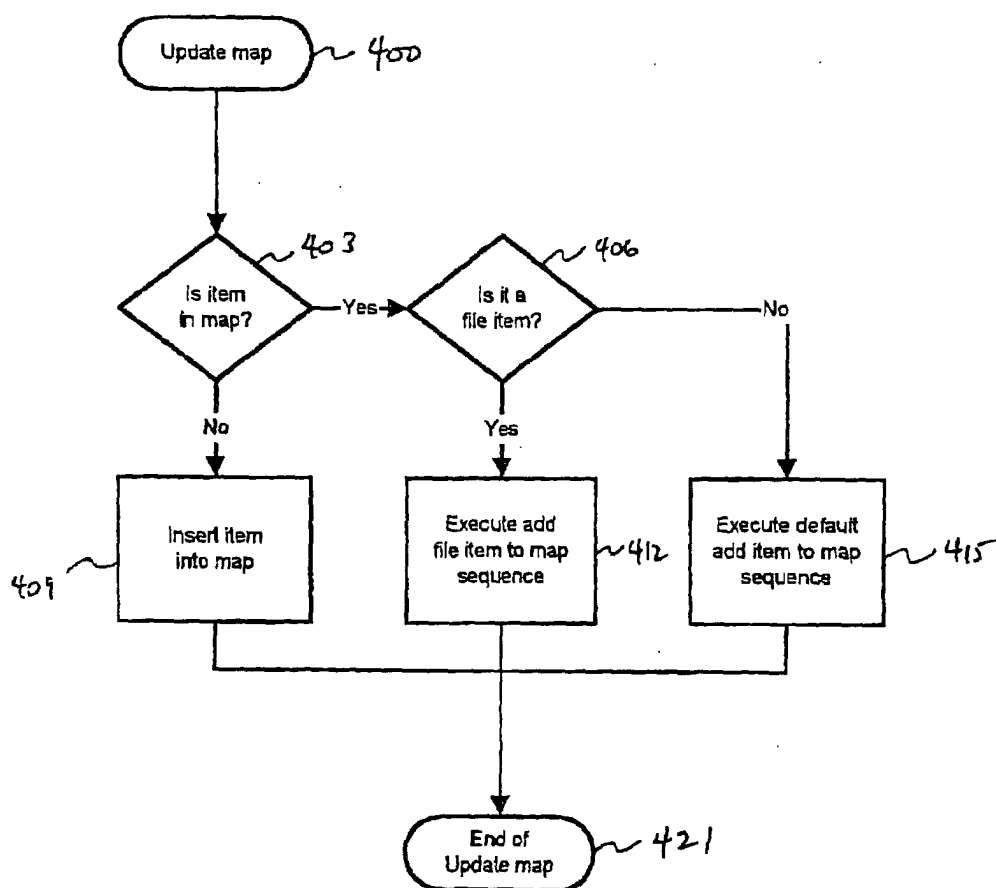 Update map
400
403
Is item
in map?
Yes
406
Is it a
file item?
No
No
Yes
Insert item
into map
409
Execute add
file item to map
sequence
412
Execute default
add item to map
sequence
415
End of
Update map
421